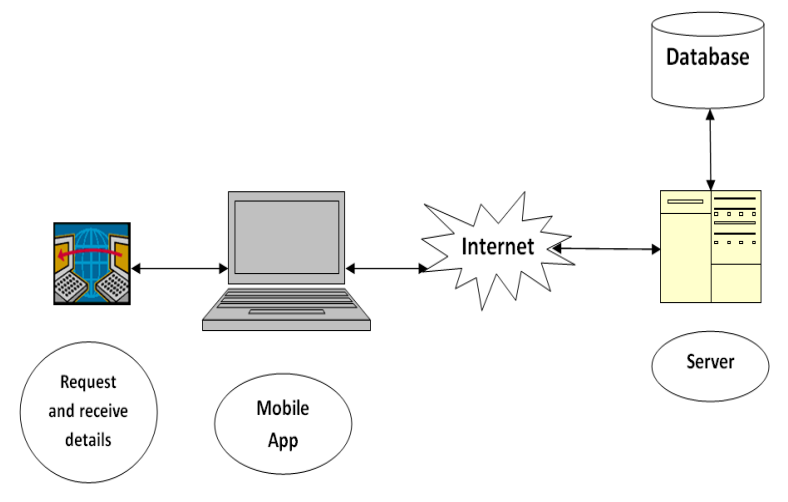 Database
Internet
Server
Request
and receive
details
Mobile
App